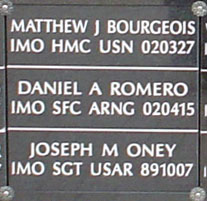 MATTHEW J BOURGEOIS
IMO HMC USN 020327
DANIEL A ROMERO
IMO SFC ARNG 020415
JOSEPH M ONEY
IMO SGT USAR 891007